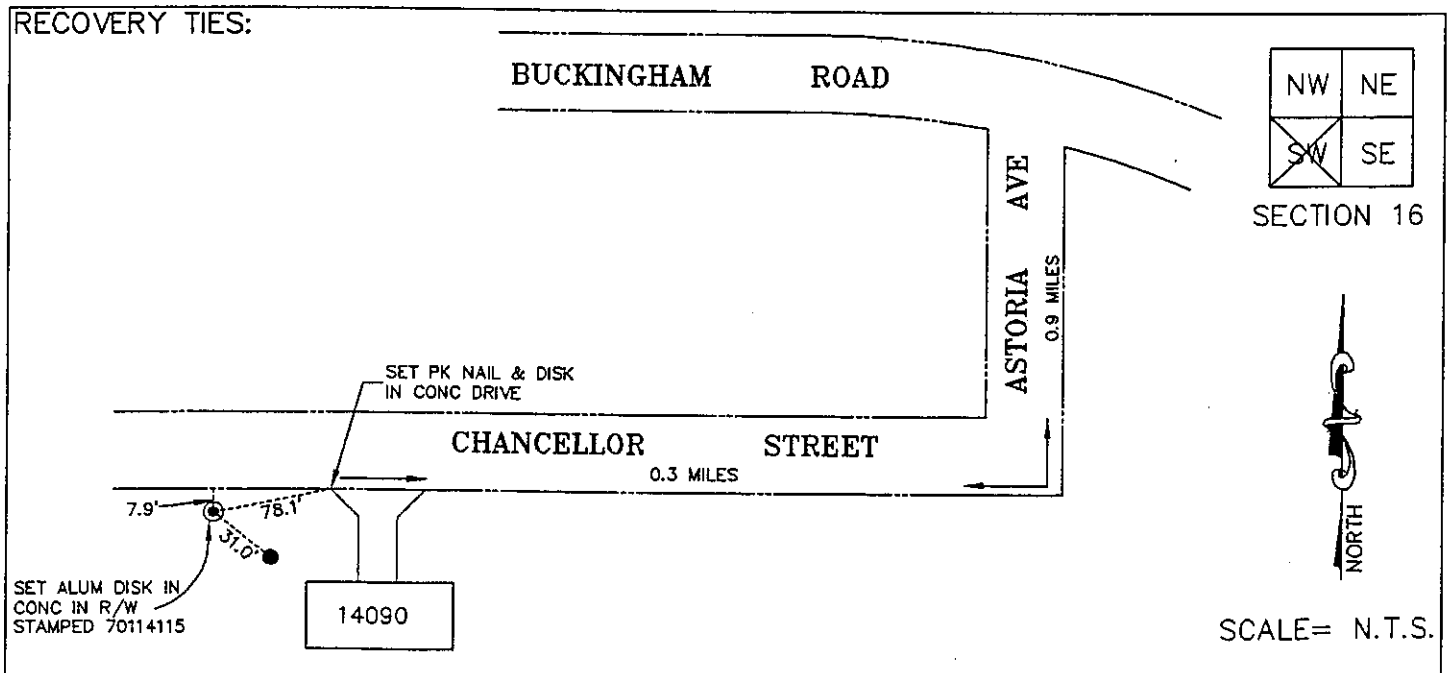 RECOVERY TIES:
BUCKINGHAM ROAD
NW NE
SW SE
SECTION 16
ASTORIA AVE
0.9 MILES
SET PK NAIL & DISK
IN CONC DRIVE
CHANCELLOR STREET
0.3 MILES
7.9'
78.1'
31.0'
SET ALUM DISK IN
CONC IN R/W
STAMPED 70114115
14090
NORTH
SCALE= N.T.S.